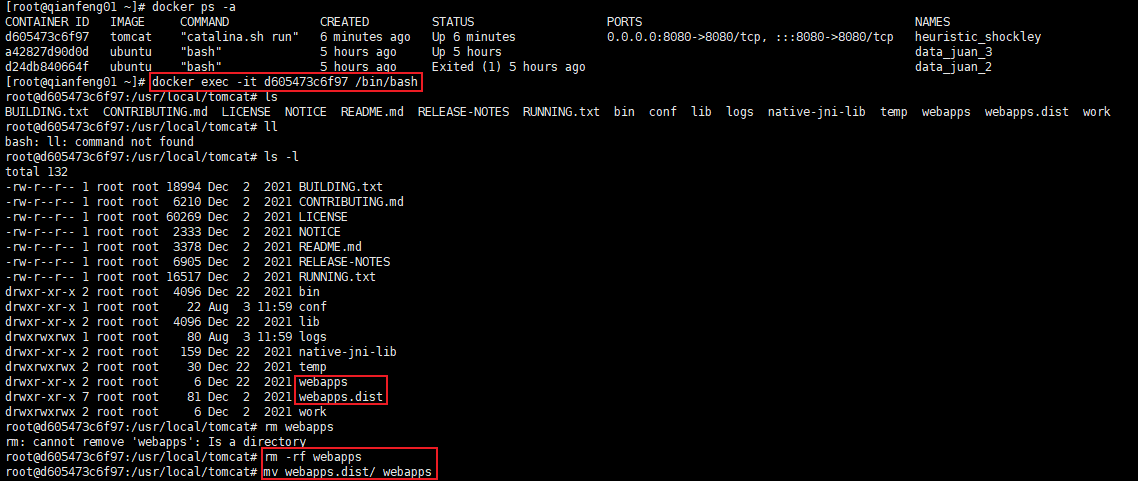 [root@qianfeng01 ~]# docker ps -a
CONTAINER ID   IMAGE     COMMAND             CREATED         STATUS                     PORTS                                       NAMES
d605473c6f97   tomcat    "catalina.sh run"   6 minutes ago   Up 6 minutes               0.0.0.0:8080->8080/tcp, :::8080->8080/tcp   heuristic_shockley
a42827d90d0d   ubuntu    "bash"              5 hours ago     Up 5 hours                                                             data_juan_3
d24db840664f   ubuntu    "bash"              5 hours ago     Exited (1) 5 hours ago                                                 data_juan_2
[root@qianfeng01 ~]# docker exec -it d605473c6f97 /bin/bash
root@d605473c6f97:/usr/local/tomcat# ls
BUILDING.txt  CONTRIBUTING.md  LICENSE  NOTICE  README.md  RELEASE-NOTES  RUNNING.txt  bin  conf  lib  logs  native-jni-lib  temp  webapps  webapps.dist  work
root@d605473c6f97:/usr/local/tomcat# ll
bash: ll: command not found
root@d605473c6f97:/usr/local/tomcat# ls -l
total 132
-rw-r--r-- 1 root root 18994 Dec  2  2021 BUILDING.txt
-rw-r--r-- 1 root root  6210 Dec  2  2021 CONTRIBUTING.md
-rw-r--r-- 1 root root 60269 Dec  2  2021 LICENSE
-rw-r--r-- 1 root root  2333 Dec  2  2021 NOTICE
-rw-r--r-- 1 root root  3378 Dec  2  2021 README.md
-rw-r--r-- 1 root root  6905 Dec  2  2021 RELEASE-NOTES
-rw-r--r-- 1 root root 16517 Dec  2  2021 RUNNING.txt
drwxr-xr-x 2 root root  4096 Dec 22  2021 bin
drwxr-xr-x 1 root root    22 Aug  3 11:59 conf
drwxr-xr-x 2 root root  4096 Dec 22  2021 lib
drwxrwxrwx 1 root root    80 Aug  3 11:59 logs
drwxr-xr-x 2 root root   159 Dec 22  2021 native-jni-lib
drwxrwxrwx 2 root root    30 Dec 22  2021 temp
drwxr-xr-x 2 root root     6 Dec 22  2021 webapps
drwxr-xr-x 7 root root    81 Dec  2  2021 webapps.dist
drwxrwxrwx 2 root root     6 Dec  2  2021 work
root@d605473c6f97:/usr/local/tomcat# rm webapps
rm: cannot remove 'webapps': Is a directory
root@d605473c6f97:/usr/local/tomcat# rm -rf webapps
root@d605473c6f97:/usr/local/tomcat# mv webapps.dist/ webapps